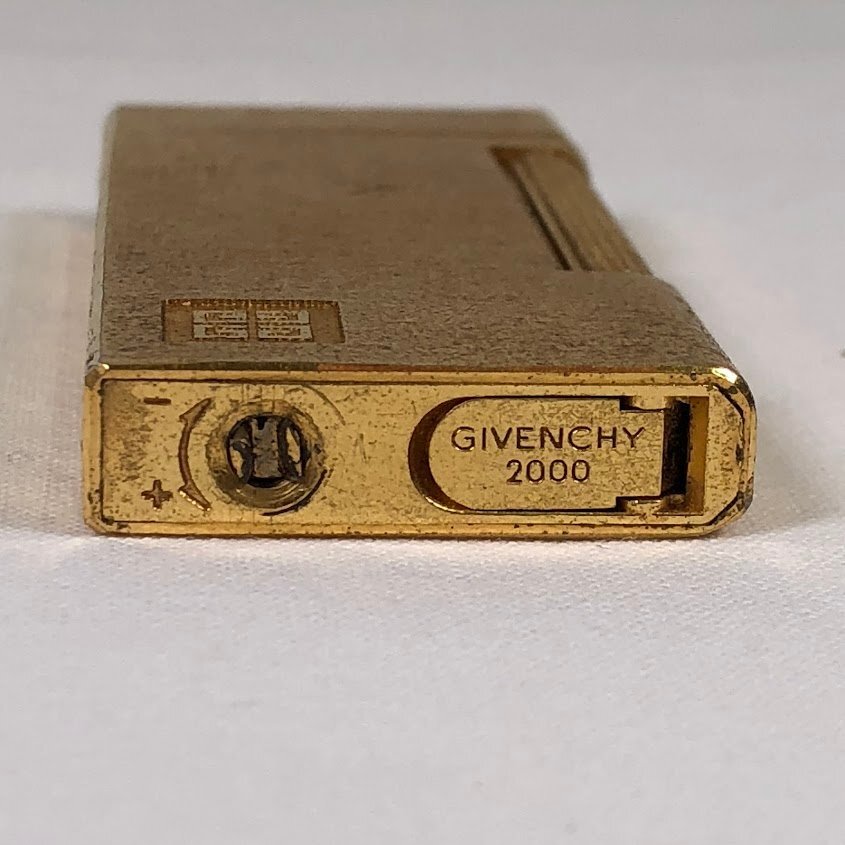 -
+
GIVENCHY
2000